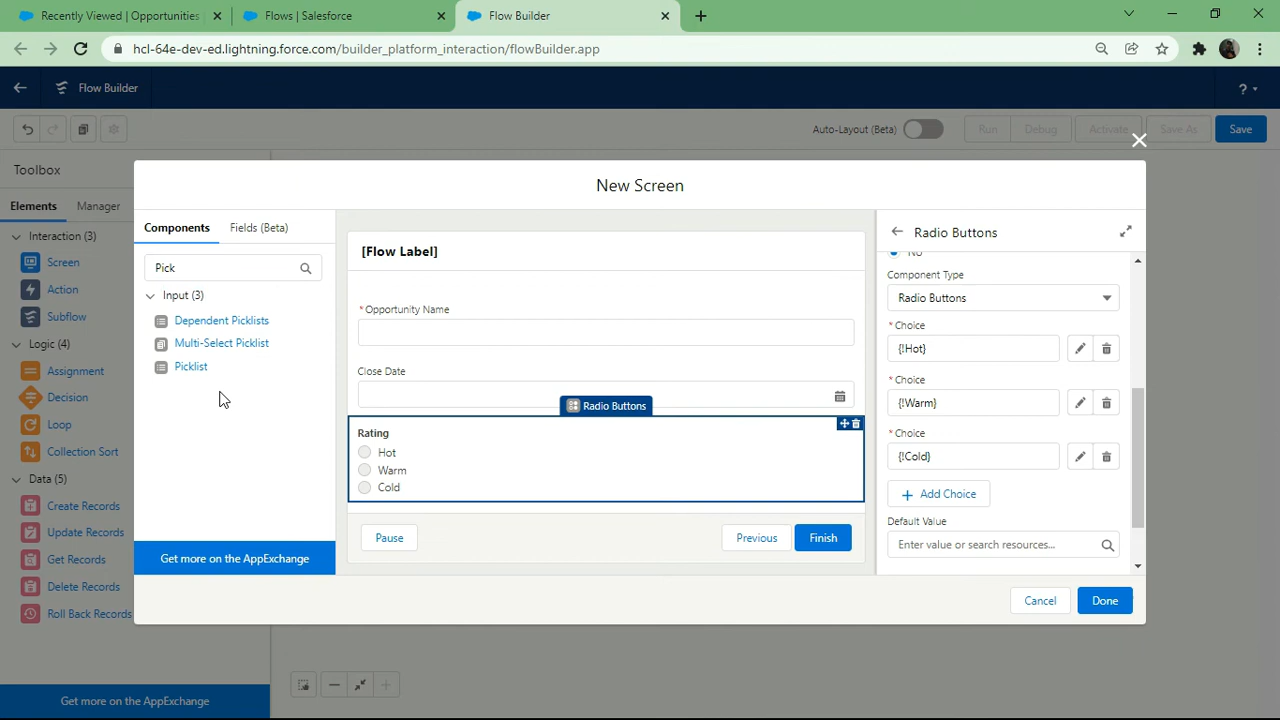 Recently Viewed | Opportunities
Flows | Salesforce
Flow Builder
hcl-64e-dev-ed.lightning.force.com/builder_platform_interaction/flowBuilder.app
Flow Builder
?
Auto-Layout (Beta)
Run
Debug
Activate
Save As
Save
Toolbox
Elements
Manager
Interaction (3)
Screen
Action
Subflow
Logic (4)
Assignment
Decision
Loop
Collection Sort
Data (5)
Create Records
Update Records
Get Records
Delete Records
Roll Back Records
Get more on the AppExchange
New Screen
Components
Fields (Beta)
Pick
Input (3)
Dependent Picklists
Multi-Select Picklist
Picklist
Get more on the AppExchange
[Flow Label]
* Opportunity Name
Close Date
Radio Buttons
Rating
Hot
Warm
Cold
Pause
Previous
Finish
Radio Buttons
No
Component Type
Radio Buttons
* Choice
{!Hot}
* Choice
{!Warm}
* Choice
{!Cold}
Add Choice
Default Value
Enter value or search resources...
Cancel
Done